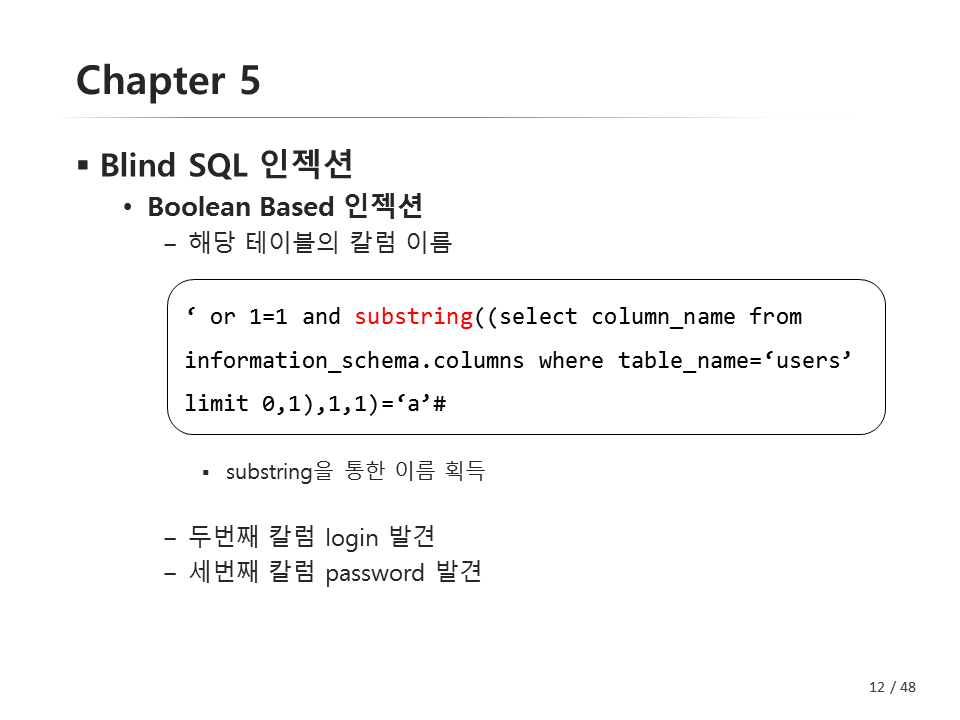 Chapter 5
▪ Blind SQL 인젝션
• Boolean Based 인젝션
– 해당 테이블의 칼럼 이름
‘ or 1=1 and substring((select column_name from
information_schema.columns where table_name=‘users’
limit 0,1),1,1)=‘a’#
▪ substring을 통한 이름 획득
– 두번째 칼럼 login 발견
– 세번째 칼럼 password 발견
12 / 48